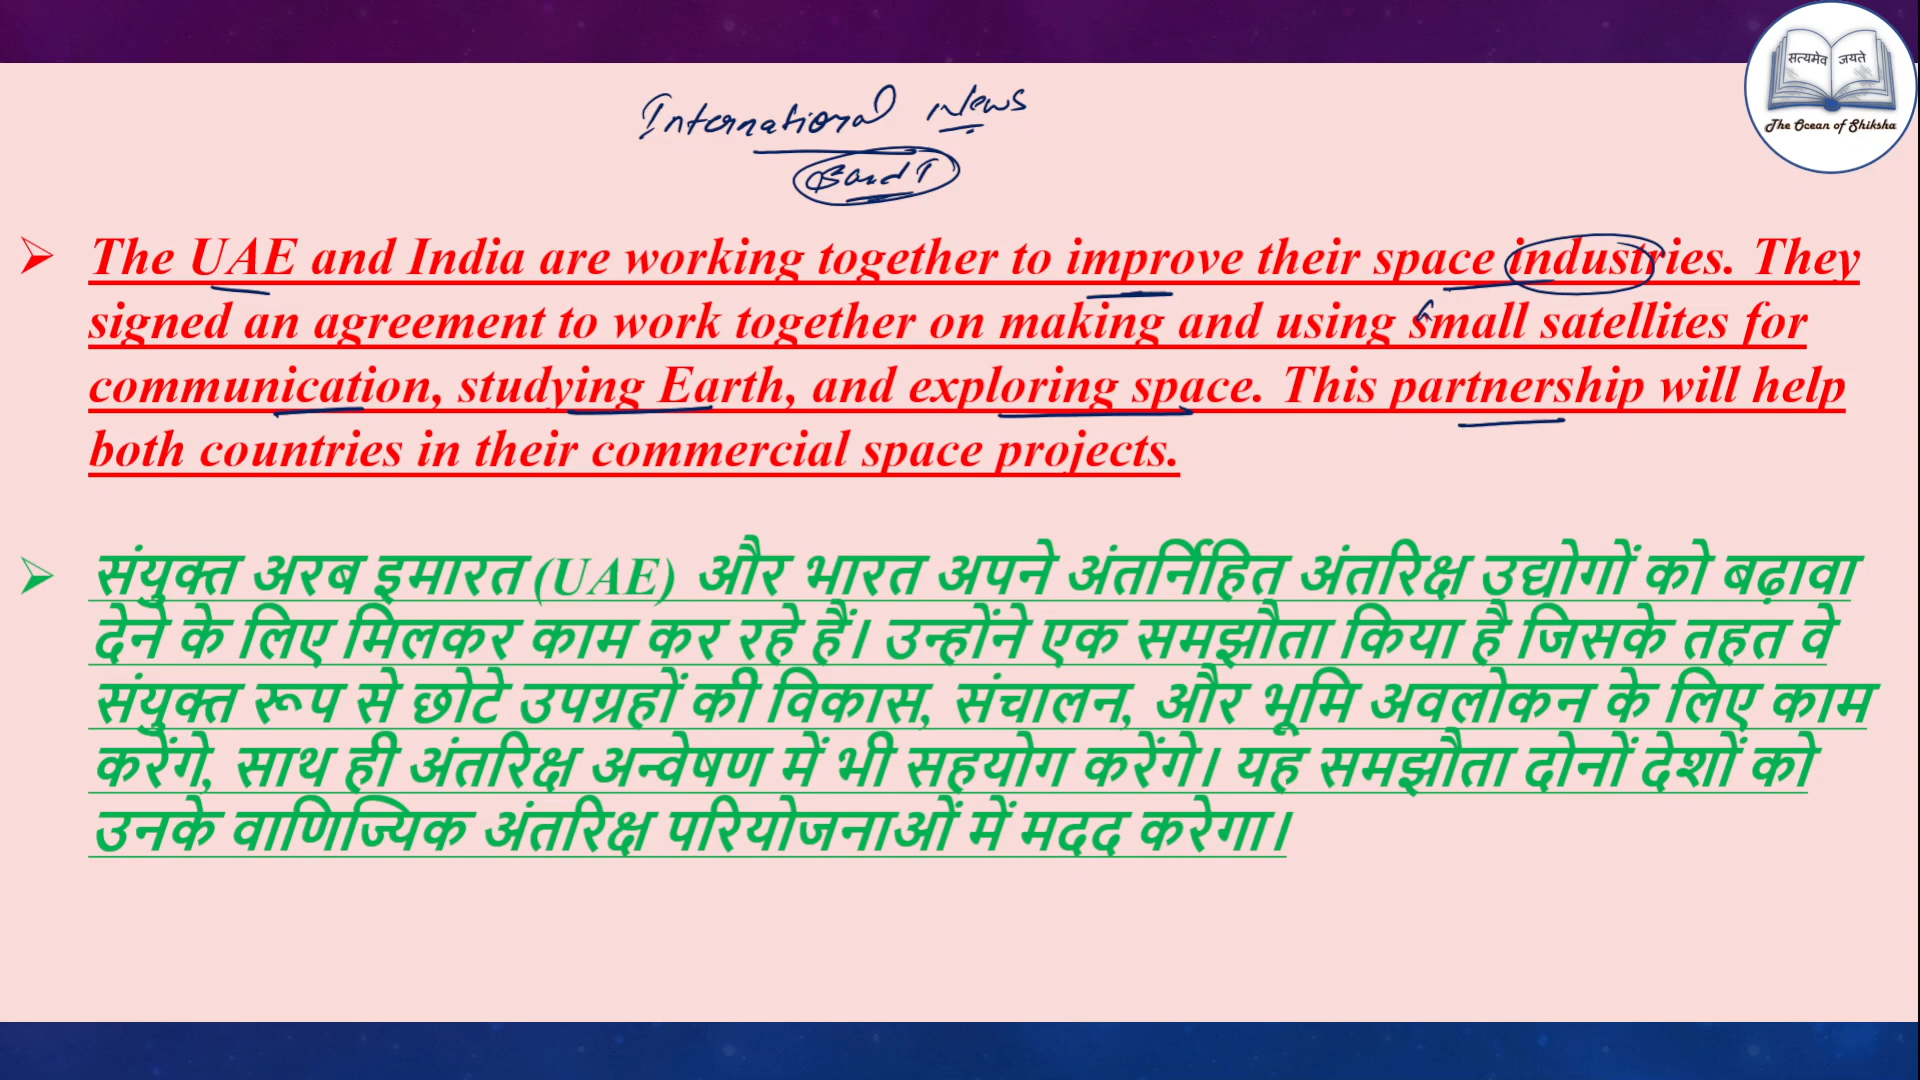 सत्यमेव जयते
The Ocean of Shiksha
International News
S and T
The UAE and India are working together to improve their space industries. They
signed an agreement to work together on making and using small satellites for
communication, studying Earth, and exploring space. This partnership will help
both countries in their commercial space projects.
संयुक्त अरब इमारत (UAE) और भारत अपने अंतर्निहित अंतरिक्ष उद्योगों को बढ़ावा
देने के लिए मिलकर काम कर रहे हैं। उन्होंने एक समझौता किया है जिसके तहत वे
संयुक्त रूप से छोटे उपग्रहों की विकास, संचालन, और भूमि अवलोकन के लिए काम
करेंगे, साथ ही अंतरिक्ष अन्वेषण में भी सहयोग करेंगे। यह समझौता दोनों देशों को
उनके वाणिज्यिक अंतरिक्ष परियोजनाओं में मदद करेगा।